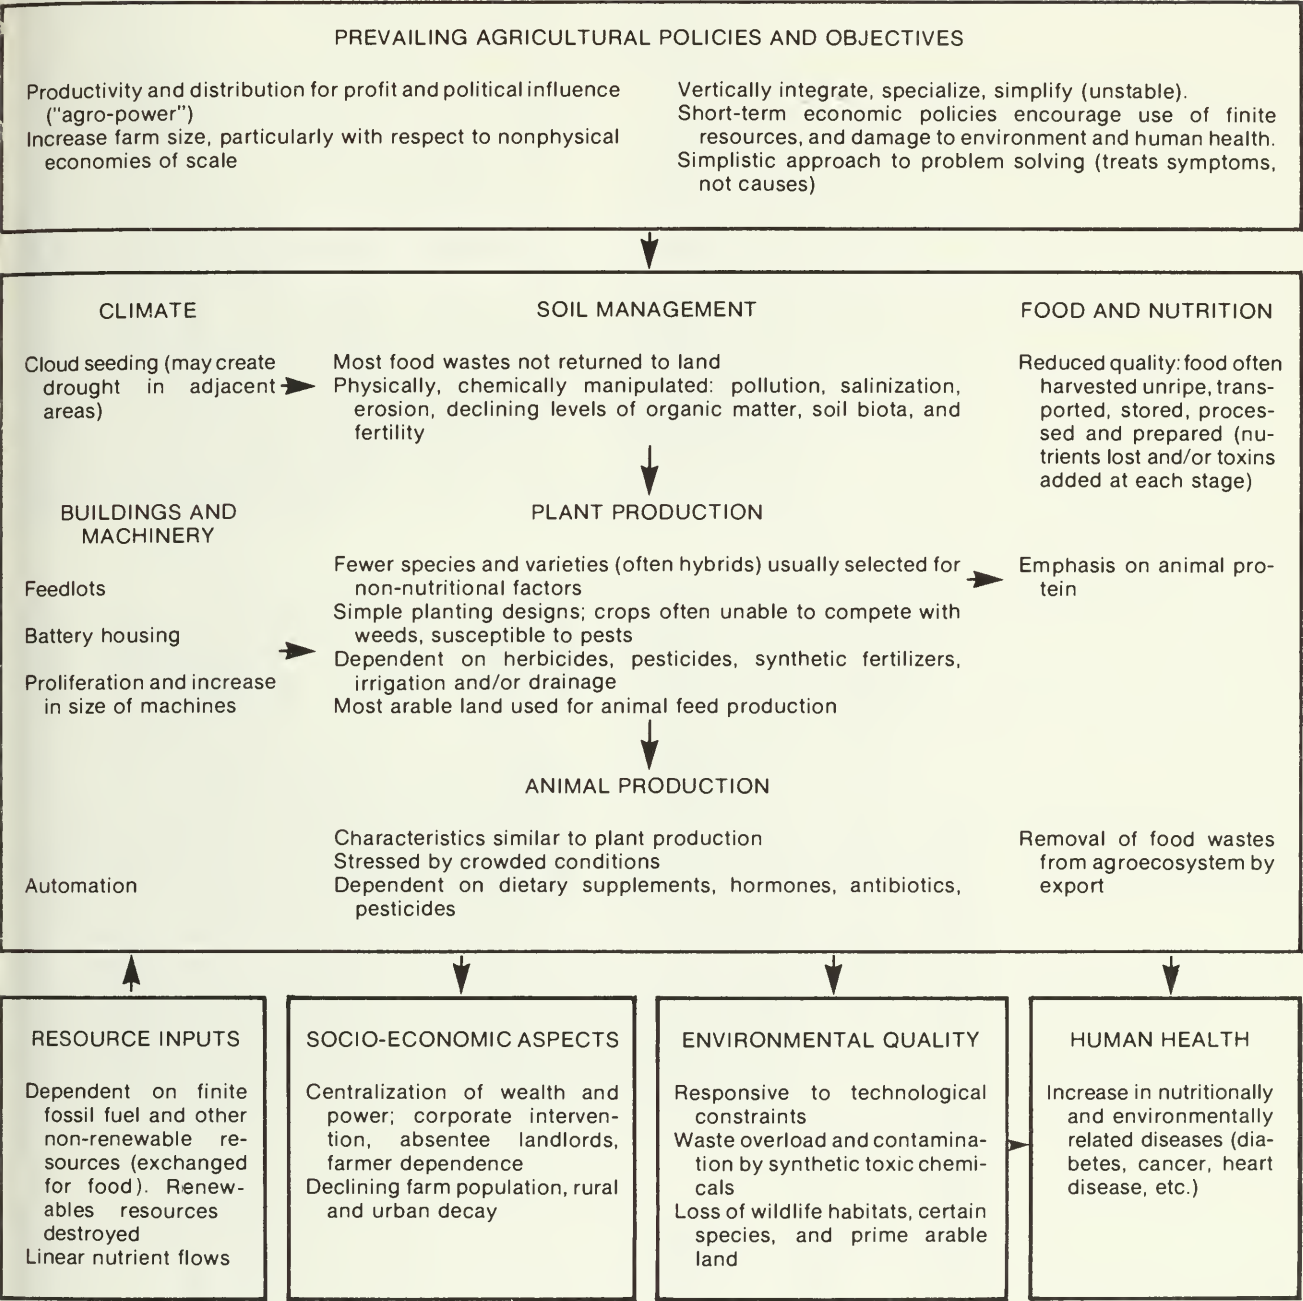 PREVAILING AGRICULTURAL POLICIES AND OBJECTIVES
Productivity and distribution for profit and political influence
("agro-power")
Increase farm size, particularly with respect to nonphysical
economies of scale
Vertically integrate, specialize, simplify (unstable).
Short-term economic policies encourage use of finite
resources, and damage to environment and human health.
Simplistic approach to problem solving (treats symptoms,
not causes)
CLIMATE
Cloud seeding (may create
drought in adjacent
areas)
BUILDINGS AND
MACHINERY
Feedlots
Battery housing
Proliferation and increase
in size of machines
Automation
SOIL MANAGEMENT
Most food wastes not returned to land
Physically, chemically manipulated: pollution, salinization,
erosion, declining levels of organic matter, soil biota, and
fertility
PLANT PRODUCTION
Fewer species and varieties (often hybrids) usually selected for
non-nutritional factors
Simple planting designs; crops often unable to compete with
weeds, susceptible to pests
Dependent on herbicides, pesticides, synthetic fertilizers,
irrigation and/or drainage
Most arable land used for animal feed production
ANIMAL PRODUCTION
Characteristics similar to plant production
Stressed by crowded conditions
Dependent on dietary supplements, hormones, antibiotics,
pesticides
FOOD AND NUTRITION
Reduced quality: food often
harvested unripe, trans-
ported, stored, proces-
sed and prepared (nu-
trients lost and/or toxins
added at each stage)
Emphasis on animal pro-
tein
Removal of food wastes
from agroecosystem by
export
RESOURCE INPUTS
Dependent on finite
fossil fuel and other
non-renewable re-
sources (exchanged
for food). Renew-
ables resources
destroyed
Linear nutrient flows
SOCIO-ECONOMIC ASPECTS
Centralization of wealth and
power; corporate interven-
tion, absentee landlords,
farmer dependence
Declining farm population, rural
and urban decay
ENVIRONMENTAL QUALITY
Responsive to technological
constraints
Waste overload and contamina-
tion by synthetic toxic chemi-
cals
Loss of wildlife habitats, certain
species, and prime arable
land
HUMAN HEALTH
Increase in nutritionally
and environmentally
related diseases (dia-
betes, cancer, heart
disease, etc.)